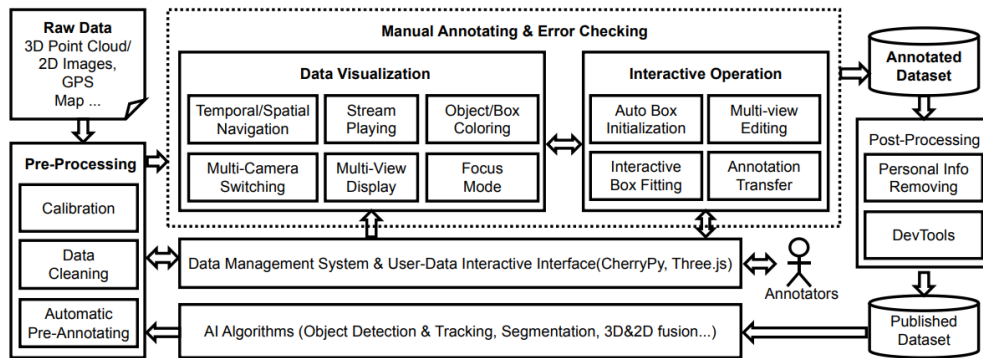 Raw Data
3D Point Cloud/
2D Images,
GPS
Map ...
Pre-Processing
Calibration
Data
Cleaning
Automatic
Pre-Annotating
Manual Annotating & Error Checking
Data Visualization
Temporal/Spatial
Navigation
Stream
Playing
Object/Box
Coloring
Multi-Camera
Switching
Multi-View
Display
Focus
Mode
Interactive Operation
Auto Box
Initialization
Multi-view
Editing
Interactive
Box Fitting
Annotation
Transfer
Data Management System & User-Data Interactive Interface(CherryPy, Three.js)
Annotators
AI Algorithms (Object Detection & Tracking, Segmentation, 3D&2D fusion...)
Annotated
Dataset
Post-Processing
Personal Info
Removing
DevTools
Published
Dataset